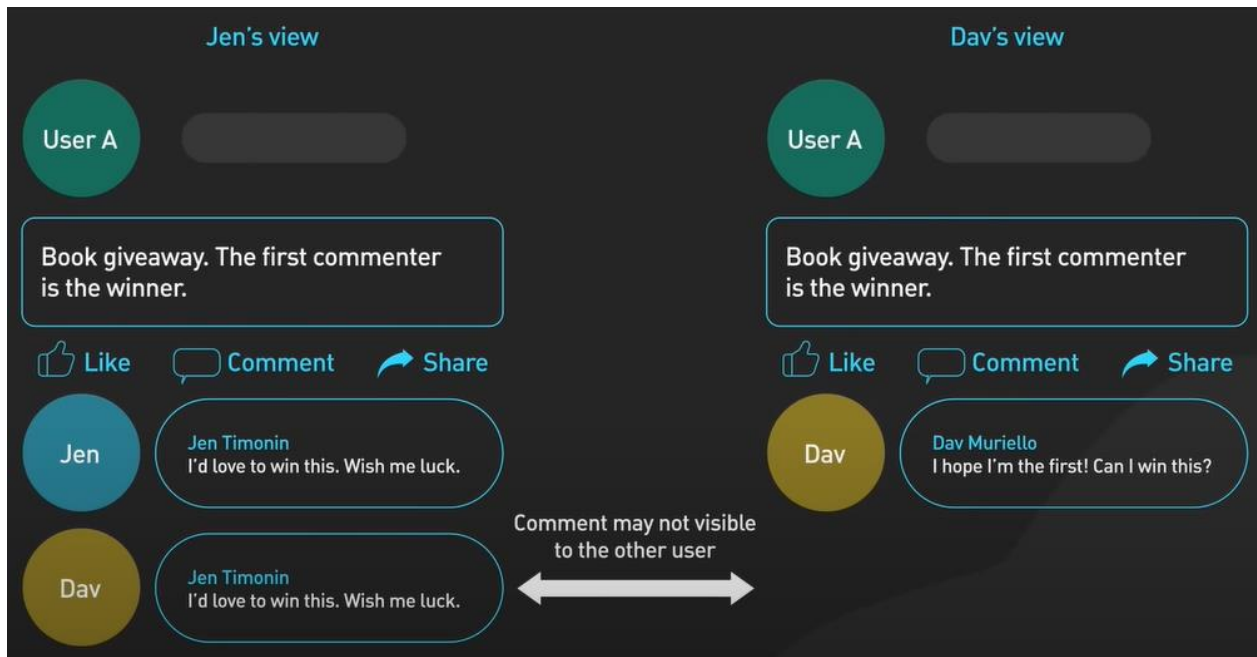 Jen's view
User A
Book giveaway. The first commenter
is the winner.
Like Comment Share
Jen
Jen Timonin
I'd love to win this. Wish me luck.
Dav
Jen Timonin
I'd love to win this. Wish me luck.
Comment may not visible
to the other user
Dav's view
User A
Book giveaway. The first commenter
is the winner.
Like Comment Share
Dav
Dav Muriello
I hope I'm the first! Can I win this?